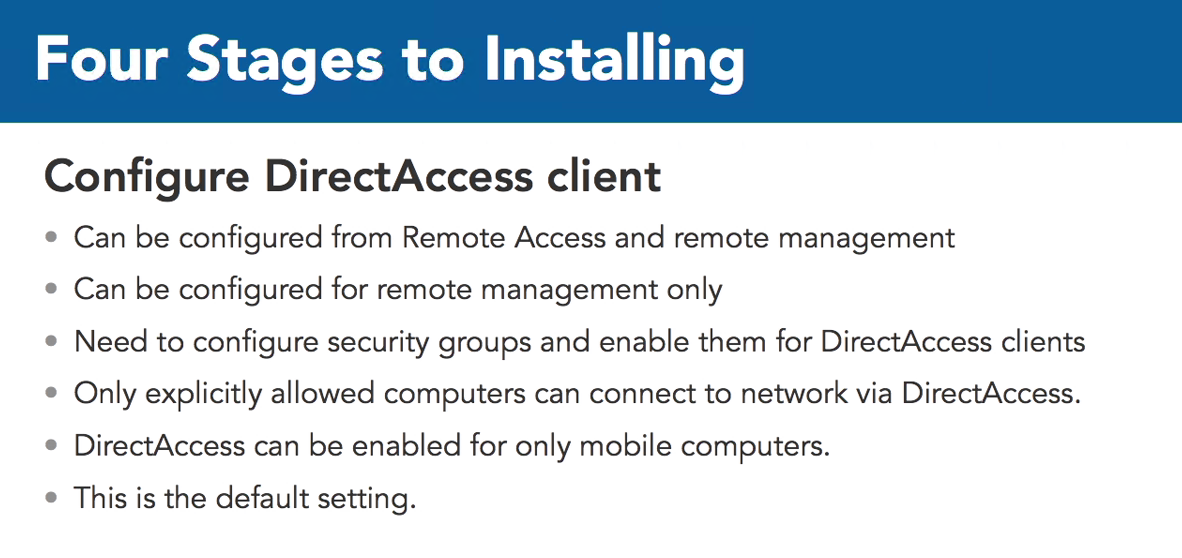 Four Stages to Installing
Configure DirectAccess client
• Can be configured from Remote Access and remote management
• Can be configured for remote management only
• Need to configure security groups and enable them for DirectAccess clients
• Only explicitly allowed computers can connect to network via DirectAccess.
• DirectAccess can be enabled for only mobile computers.
• This is the default setting.